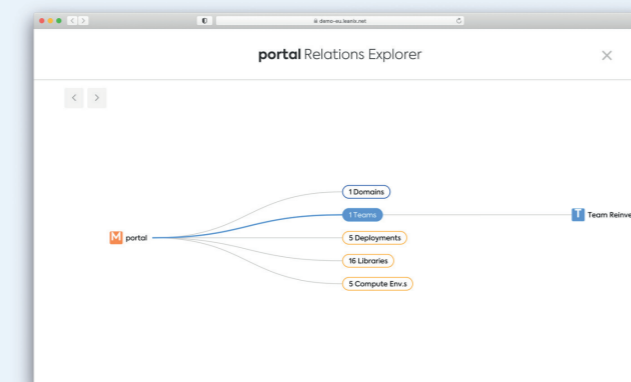 demo-eu.leanix.net
portal Relations Explorer
1 Domains
1 Teams
T Team Reinve
M portal
5 Deployments
16 Libraries
5 Compute Env.s